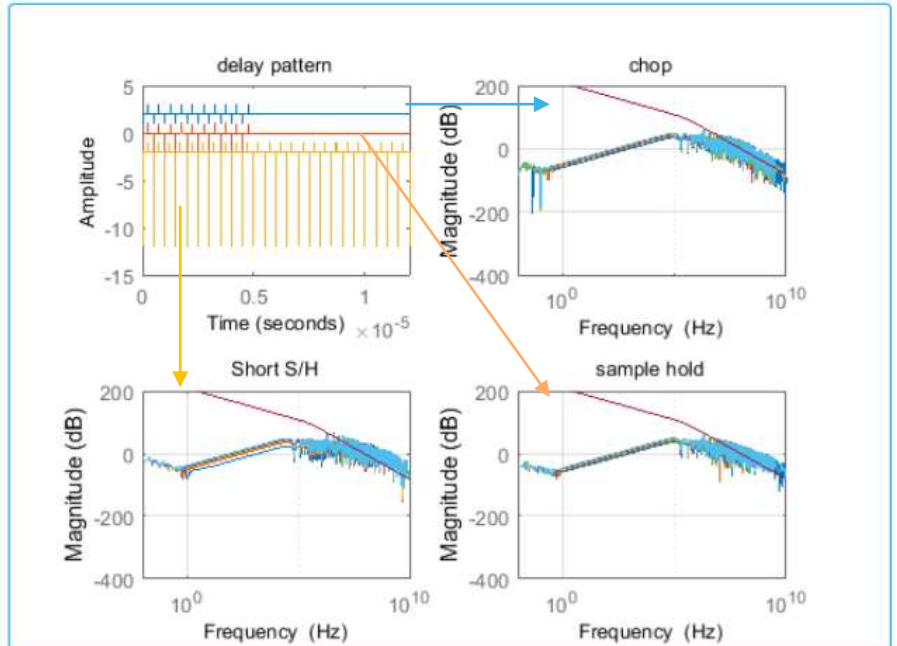 delay pattern
5
0
-5
-10
-15
Amplitude
0
0.5
1
Time (seconds)
×10-5
chop
200
0
-200
-400
Magnitude (dB)
100
1010
Frequency (Hz)
Short S/H
200
0
-200
-400
Magnitude (dB)
100
1010
Frequency (Hz)
sample hold
200
0
-200
-400
Magnitude (dB)
100
1010
Frequency (Hz)